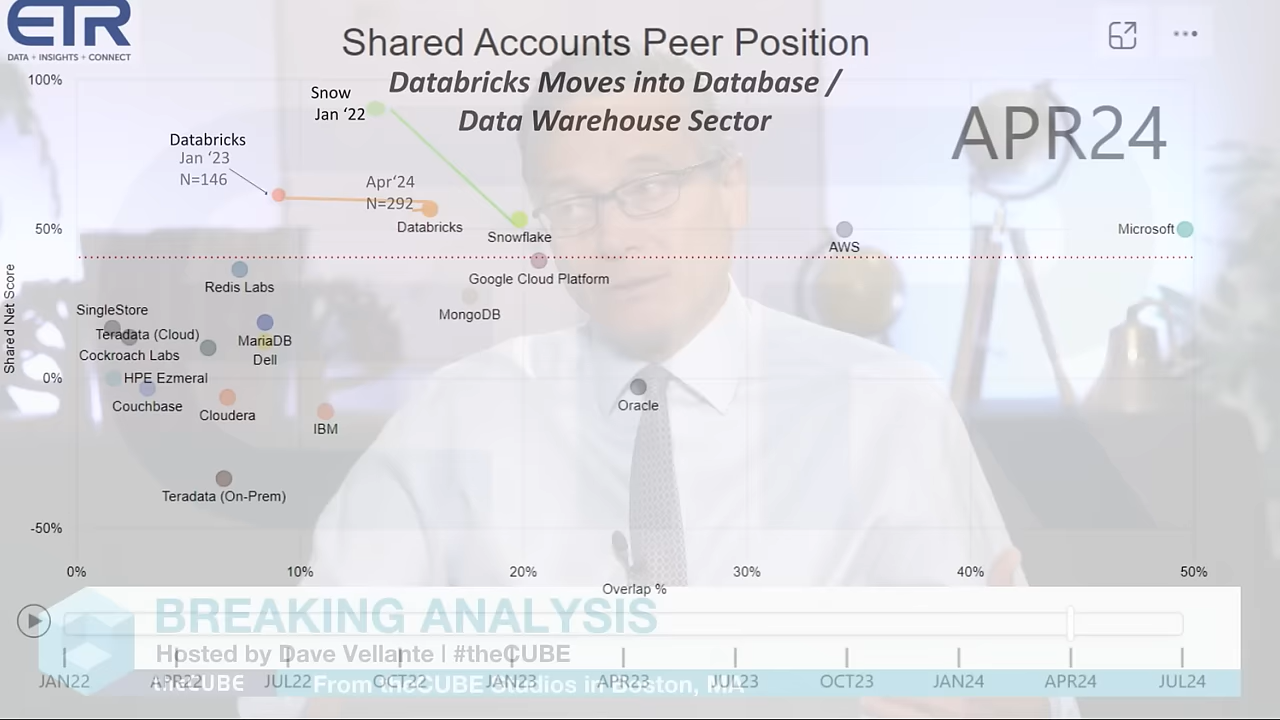 ETR
DATA + INSIGHTS + CONNECT
Shared Accounts Peer Position
Databricks Moves into Database /
Data Warehouse Sector
APR24
100%
50%
0%
-50%
Shared Net Score
Snow
Jan ‘22
Databricks
Jan ‘23
N=146
Apr‘24
N=292
Databricks
Snowflake
AWS
Microsoft
Google Cloud Platform
Redis Labs
MongoDB
SingleStore
Teradata (Cloud)
MariaDB
Cockroach Labs
Dell
HPE Ezmeral
Couchbase
Cloudera
Oracle
IBM
Teradata (On-Prem)
0%
10%
20%
30%
40%
50%
Overlap %
BREAKING ANALYSIS
Hosted by Dave Vellante | #theCUBE
JAN22
APR22
JUL22
OCT22
JAN23
APR23
JUL23
OCT23
JAN24
APR24
JUL24
theCUBE
From theCUBE Studios in Boston, MA